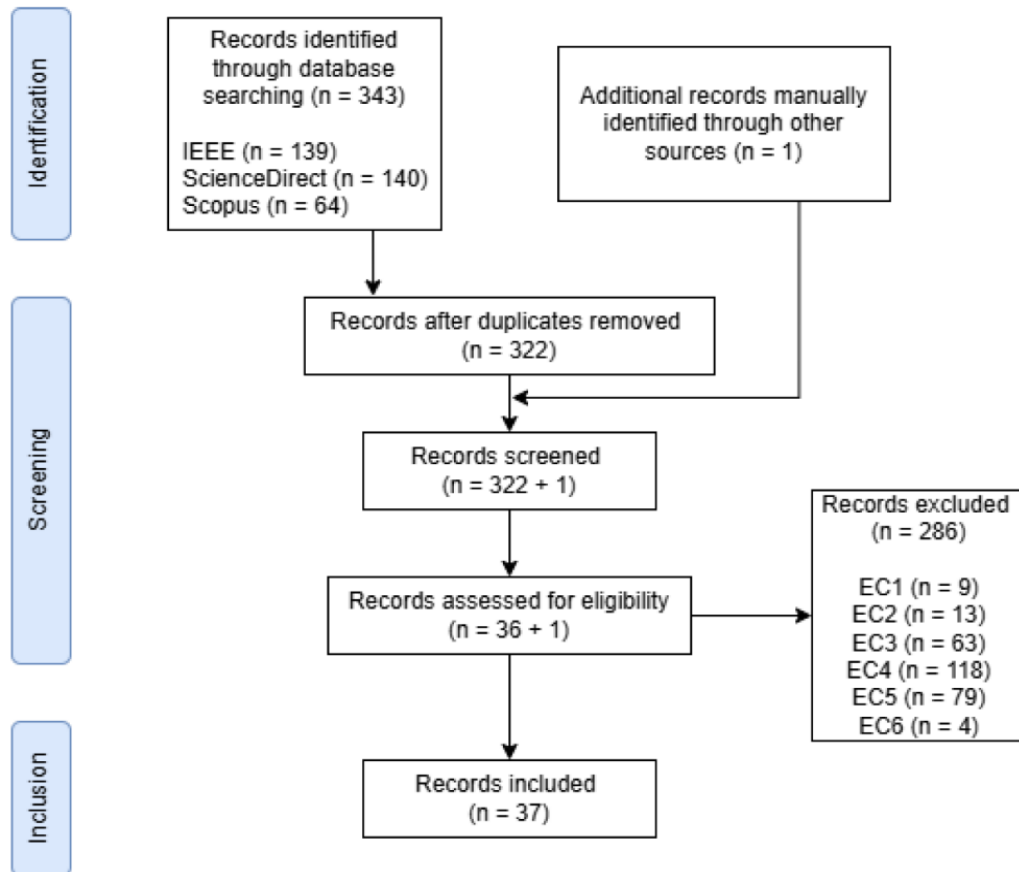 Identification
Records identified
through database
searching (n = 343)
IEEE (n = 139)
ScienceDirect (n = 140)
Scopus (n = 64)
Additional records manually
identified through other
sources (n = 1)
Screening
Records after duplicates removed
(n = 322)
Records screened
(n = 322 + 1)
Records assessed for eligibility
(n = 36 + 1)
Records excluded
(n = 286)
EC1 (n = 9)
EC2 (n = 13)
EC3 (n = 63)
EC4 (n = 118)
EC5 (n = 79)
EC6 (n = 4)
Inclusion
Records included
(n = 37)